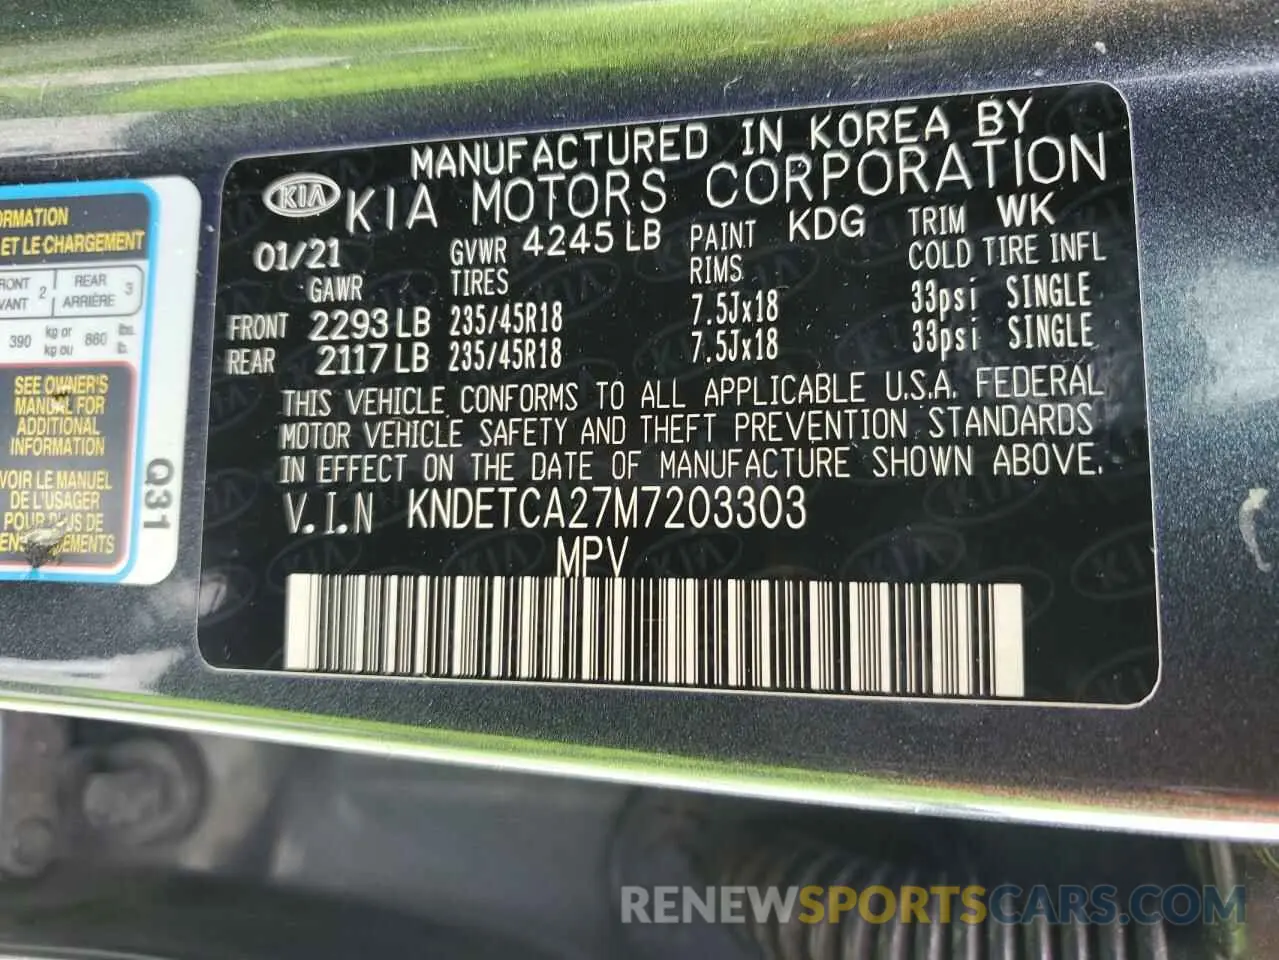 MANUFACTURED IN KOREA BY
KIA KIA MOTORS CORPORATION
01/21 GVWR 4245 LB PAINT KDG TRIM WK
GAWR TIRES RIMS COLD TIRE INFL
FRONT 2293 LB 235/45R18 7.5Jx18 33psi SINGLE
REAR 2117 LB 235/45R18 7.5Jx18 33psi SINGLE
THIS VEHICLE CONFORMS TO ALL APPLICABLE U.S.A. FEDERAL
MOTOR VEHICLE SAFETY AND THEFT PREVENTION STANDARDS
IN EFFECT ON THE DATE OF MANUFACTURE SHOWN ABOVE.
V.I.N KNDETCA27M7203303
MPV
ET LE CHARGEMENT
2 REAR 3
ARRIÈRE
390 kg or 860 lbs.
kg ou lb.
SEE OWNER'S
MANUAL FOR
ADDITIONAL
INFORMATION
VOIR LE MANUEL
DE L'USAGER
POUR PLUS DE
Q31
RENEWSPORTSCARS.COM